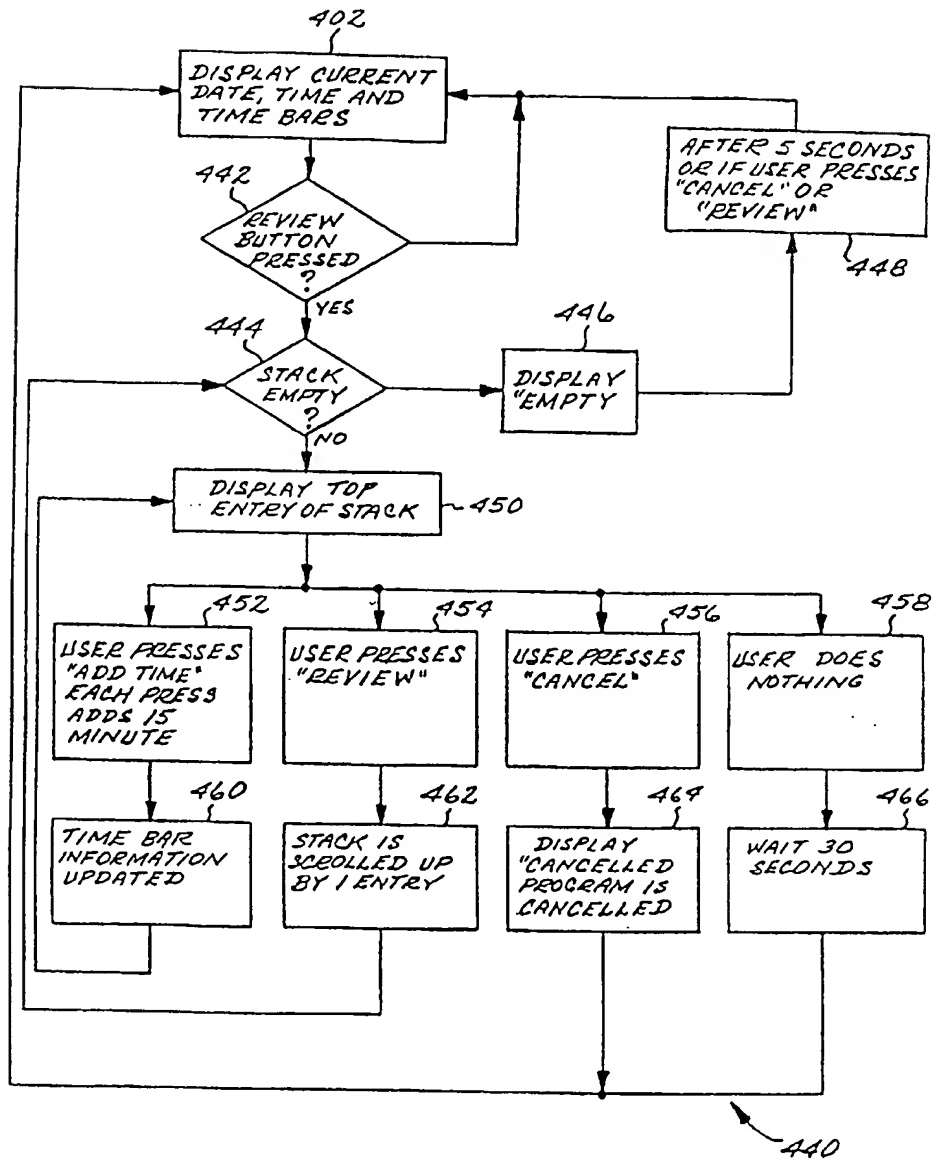 402
DISPLAY CURRENT
DATE, TIME AND
TIME BARS
442
REVIEW
BUTTON
PRESSED
?
YES
AFTER 5 SECONDS
OR IF USER PRESSES
"CANCEL" OR
"REVIEW"
448
444
STACK
EMPTY
?
NO
446
DISPLAY
"EMPTY
DISPLAY TOP
ENTRY OF STACK
450
452
USER PRESSES
"ADD TIME"
EACH PRESS
ADDS 15
MINUTE
454
USER PRESSES
"REVIEW"
456
USER PRESSES
"CANCEL"
458
USER DOES
NOTHING
460
TIME BAR
INFORMATION
UPDATED
462
STACK IS
SCROLLED UP
BY 1 ENTRY
464
DISPLAY
"CANCELLED
PROGRAM IS
CANCELLED
466
WAIT 30
SECONDS
440